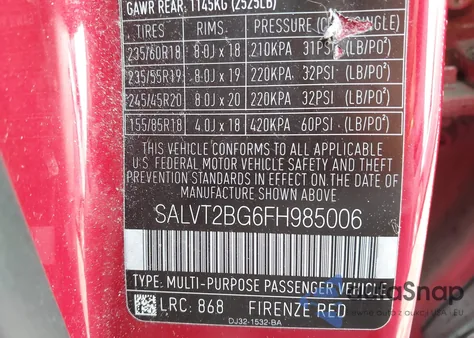 GAWR REAR: 1145KG (2525LB)
TIRES RIMS PRESSURE (COLD SINGLE)
235/60R18 8.0J x 18 210KPA 31PSI (LB/PO²)
235/55R19 8.0J x 19 220KPA 32PSI (LB/PO²)
245/45R20 8.0J x 20 220KPA 32PSI (LB/PO²)
155/85R18 4.0J x 18 420KPA 60PSI (LB/PO²)
THIS VEHICLE CONFORMS TO ALL APPLICABLE
U.S. FEDERAL MOTOR VEHICLE SAFETY AND THEFT
PREVENTION STANDARDS IN EFFECT ON THE DATE OF
MANUFACTURE SHOWN ABOVE
SALVT2BG6FH985006
TYPE: MULTI-PURPOSE PASSENGER VEHICLE
LRC: 868 FIRENZE RED
DJ32-1532-BA